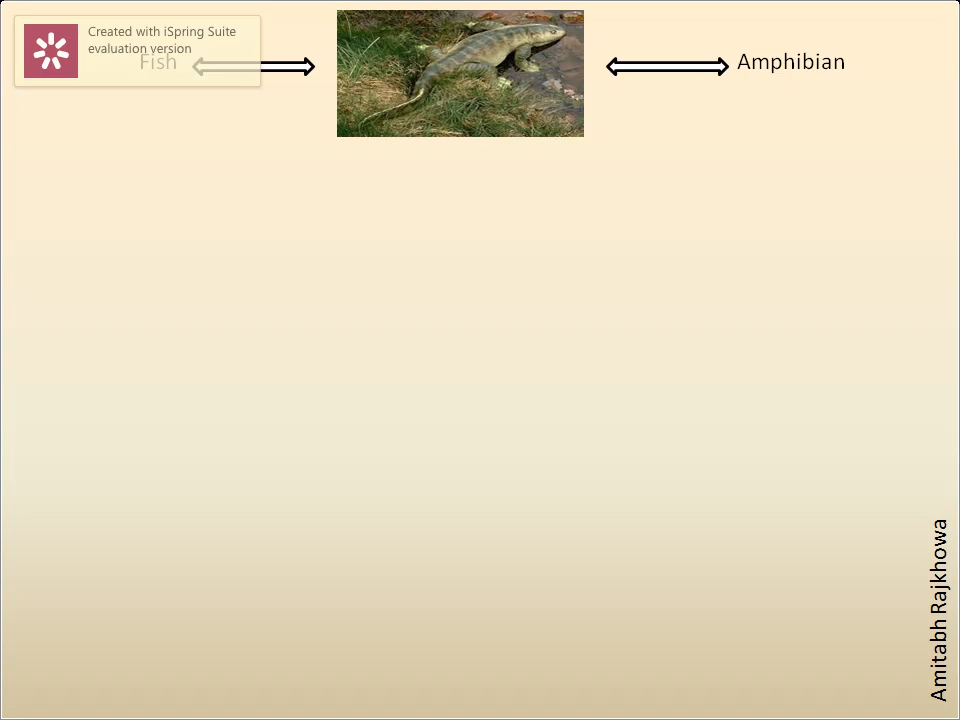 Created with iSpring Suite
evaluation version
Fish
Amphibian
Amitabh Rajkhowa